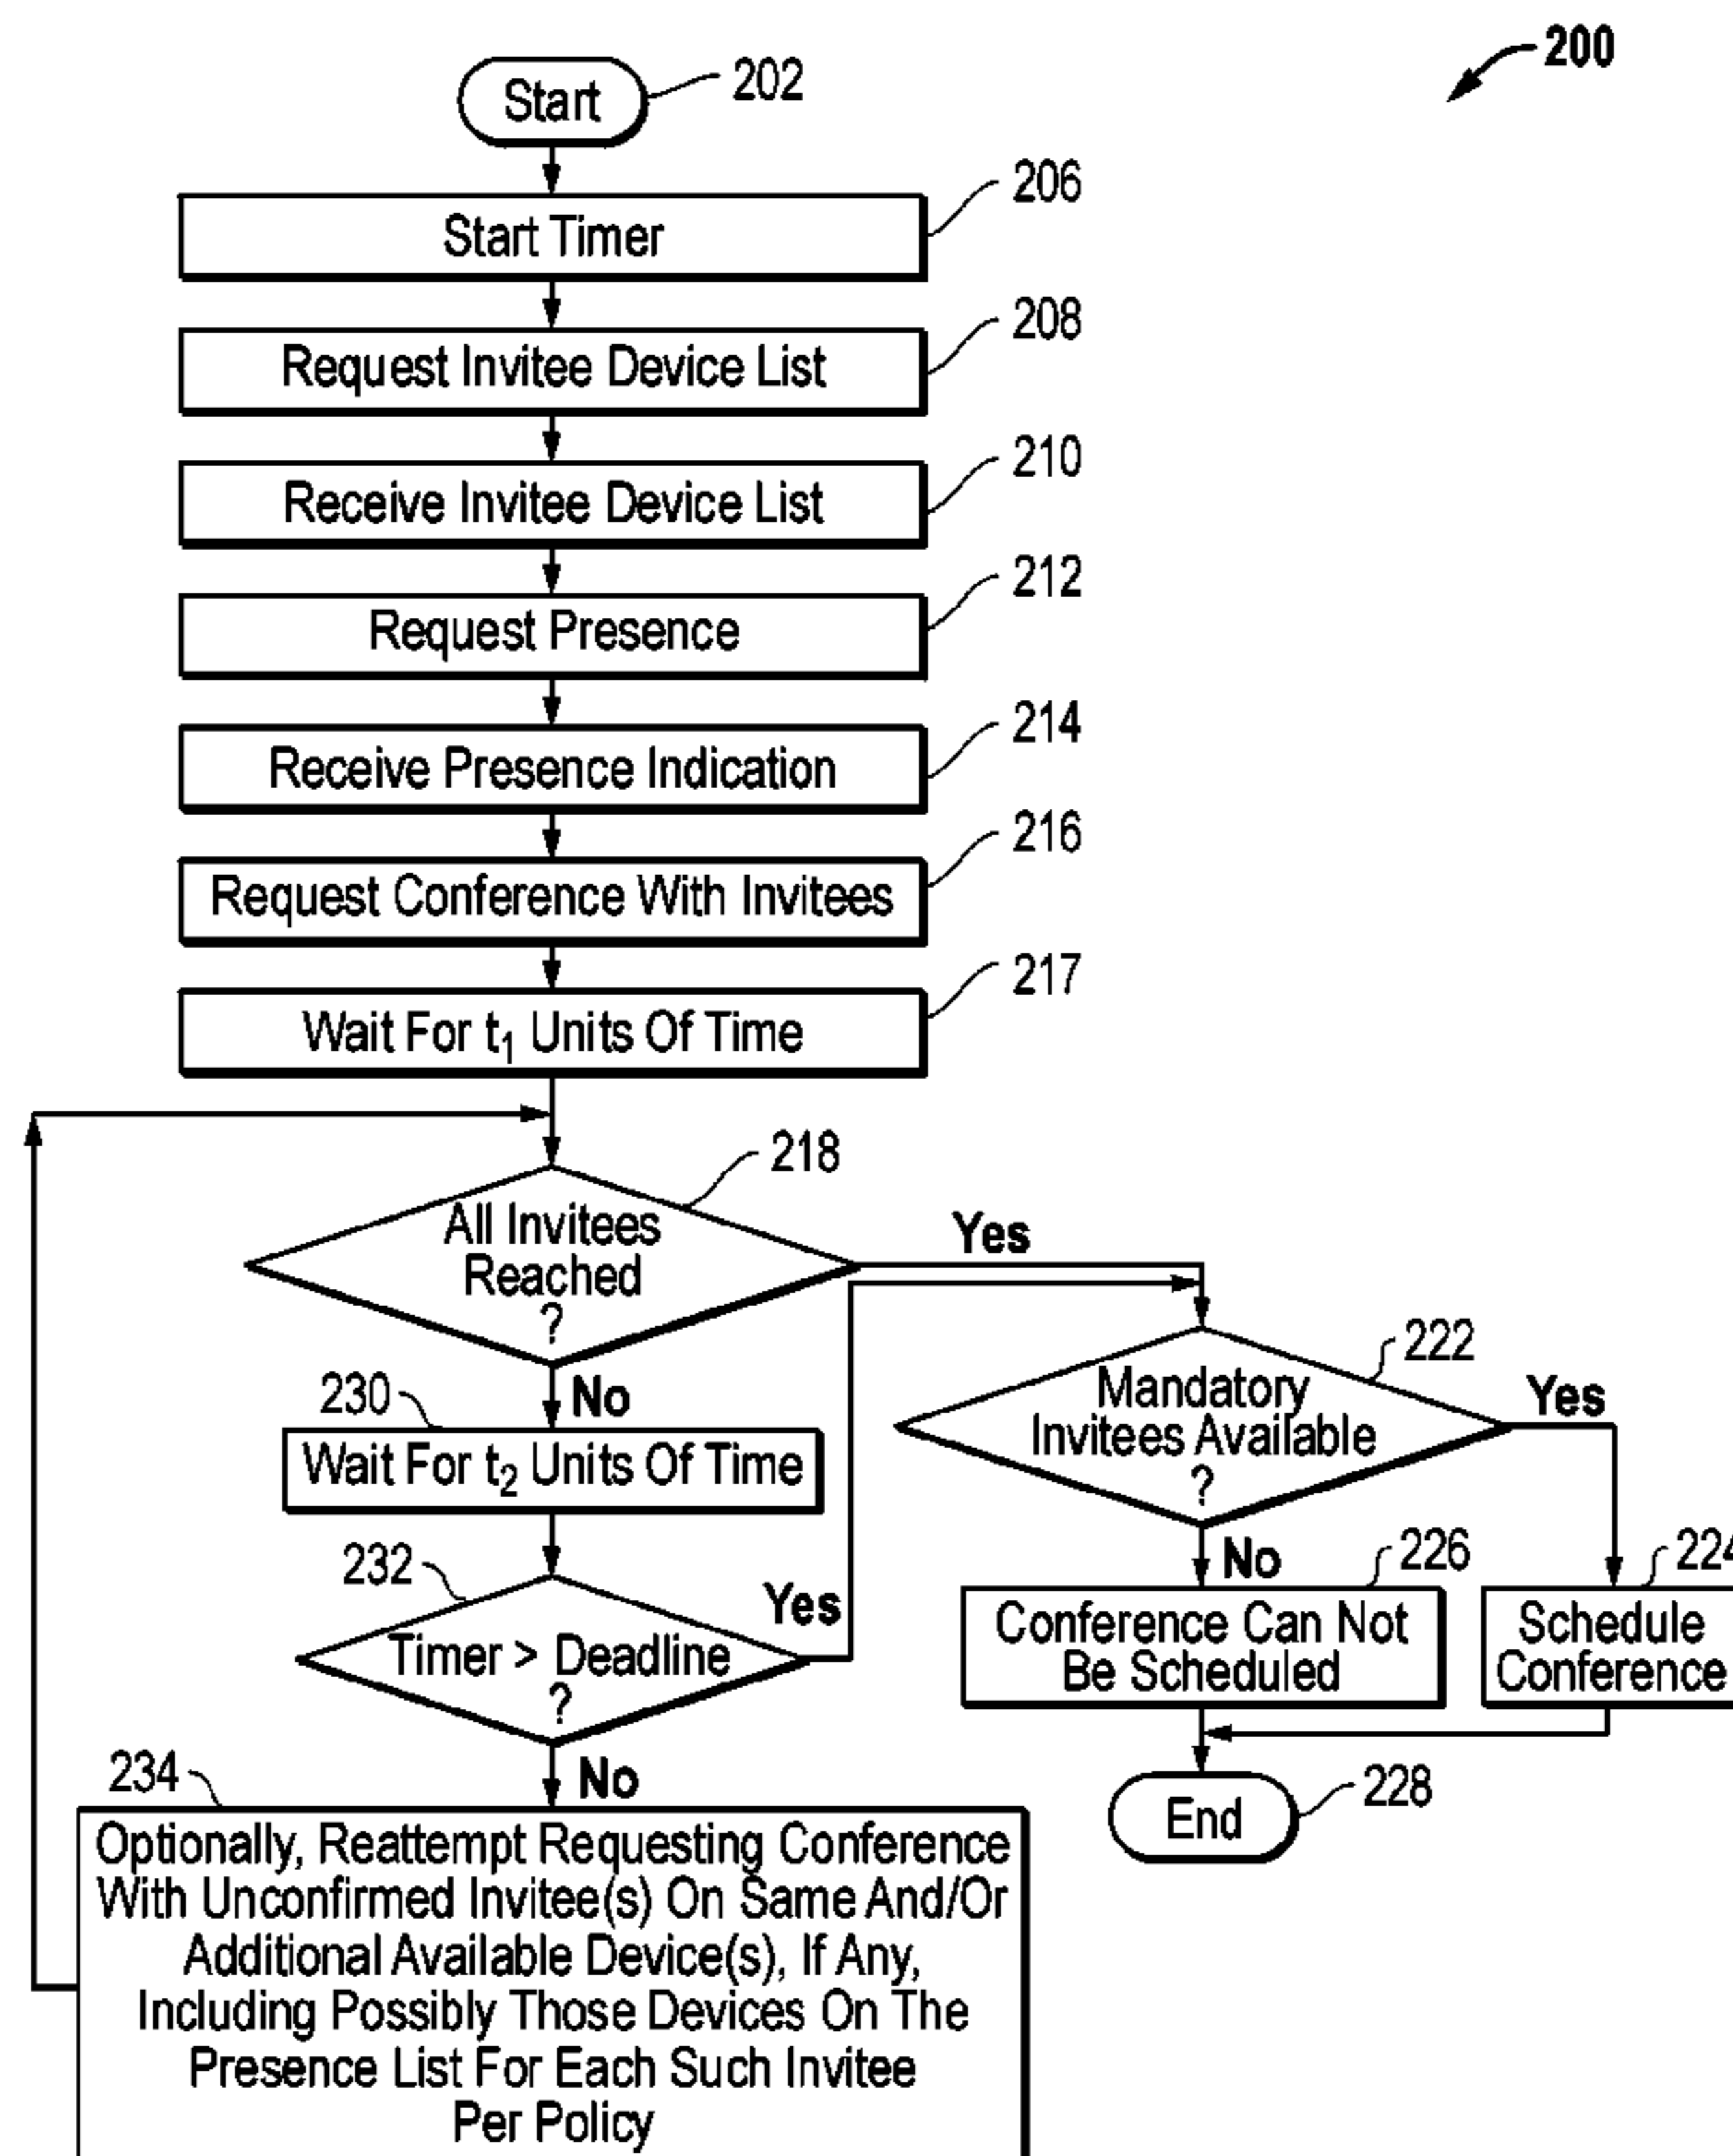 200
Start
202
206
Start Timer
208
Request Invitee Device List
210
Receive Invitee Device List
212
Request Presence
214
Receive Presence Indication
216
Request Conference With Invitees
217
Wait For t₁ Units Of Time
218
All Invitees
Reached
?
Yes
No
222
Mandatory
Invitees Available
?
Yes
No
230
Wait For t₂ Units Of Time
232
Timer > Deadline
?
Yes
No
226
Conference Can Not
Be Scheduled
224
Schedule
Conference
228
End
234
Optionally, Reattempt Requesting Conference
With Unconfirmed Invitee(s) On Same And/Or
Additional Available Device(s), If Any,
Including Possibly Those Devices On The
Presence List For Each Such Invitee
Per Policy